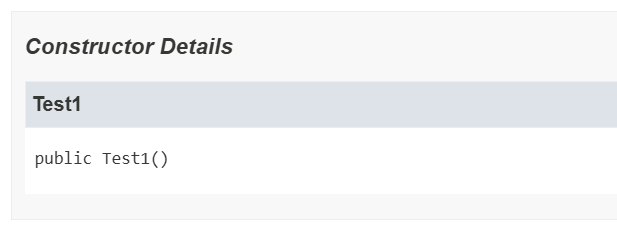 Constructor Details
Test1
public Test1()